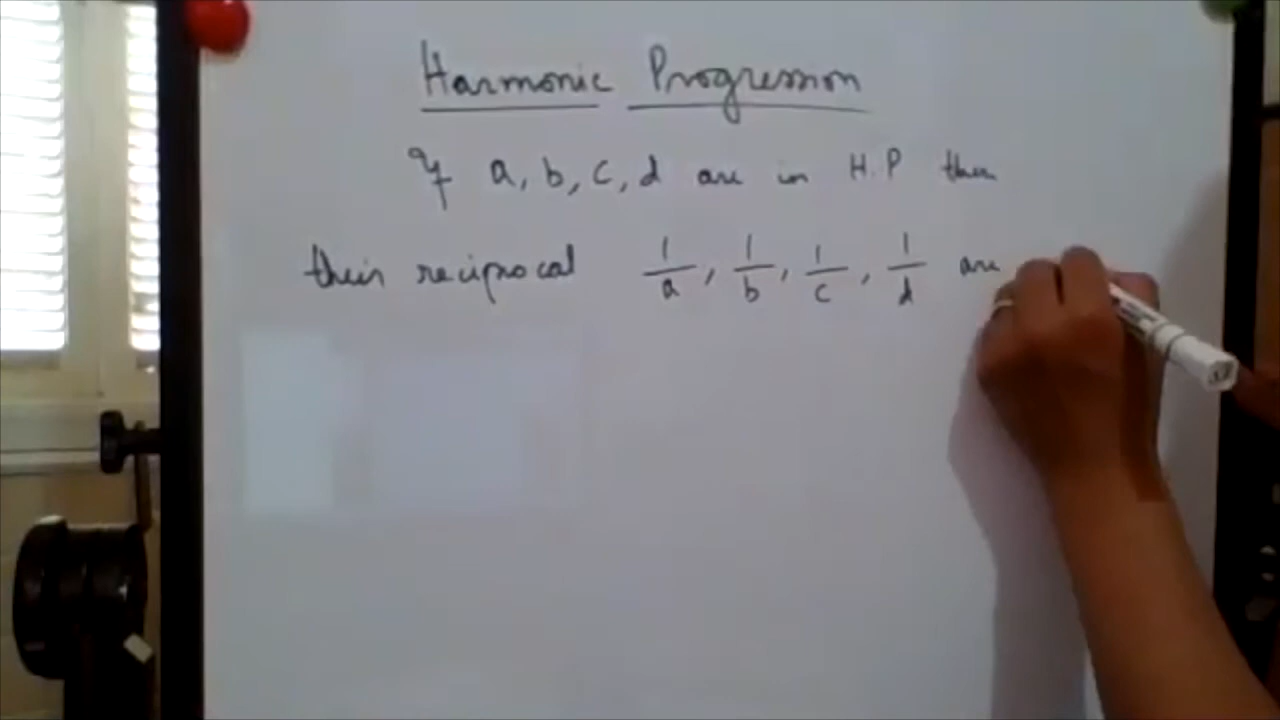 Harmonic Progression
If a, b, c, d are in H.P then
their reciprocal 1/a, 1/b, 1/c, 1/d are